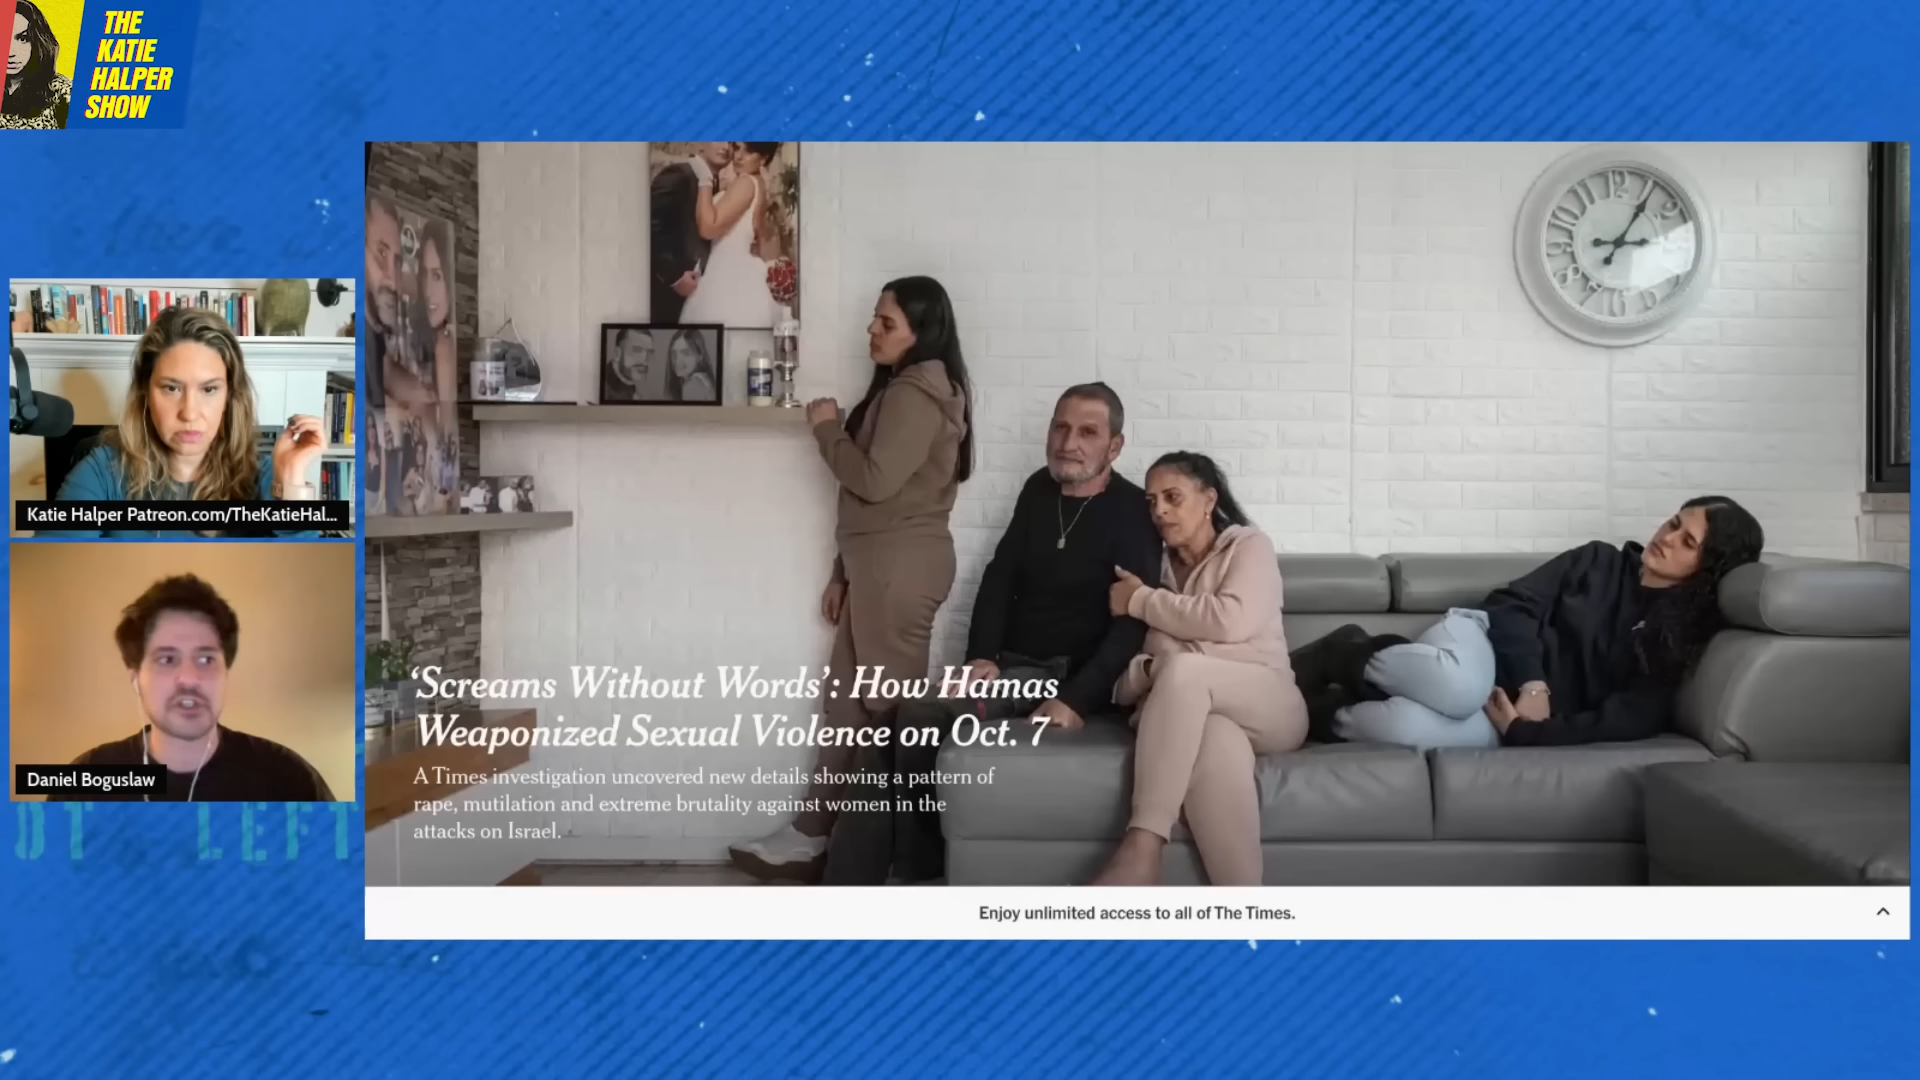 THE
KATIE
HALPER
SHOW
Katie Halper Patreon.com/TheKatieHal...
Daniel Boguslaw
LEFT
‘Screams Without Words’: How Hamas
Weaponized Sexual Violence on Oct. 7
A Times investigation uncovered new details showing a pattern of
rape, mutilation and extreme brutality against women in the
attacks on Israel.
Enjoy unlimited access to all of The Times.